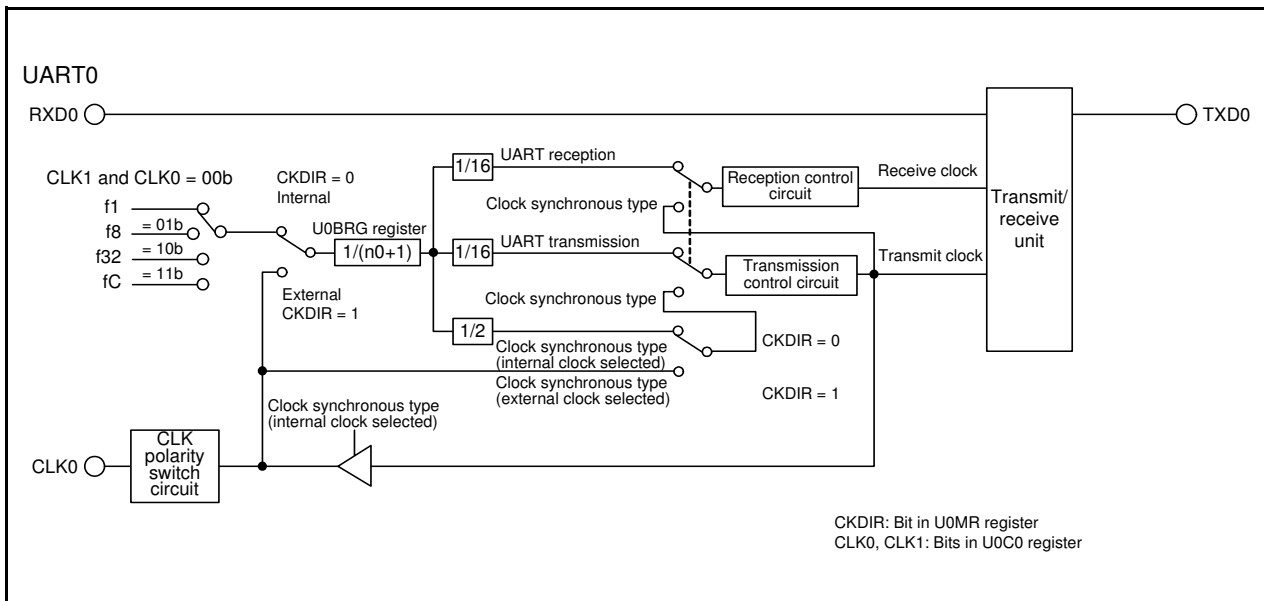 UART0
RXD0
TXD0
1/16
UART reception
CLK1 and CLK0 = 00b
CKDIR = 0
Internal
Reception control
circuit
Receive clock
Transmit/
receive
unit
f1
f8
= 01b
f32
= 10b
fC
= 11b
U0BRG register
1/(n0+1)
Clock synchronous type
1/16
UART transmission
Transmission
control circuit
Transmit clock
External
CKDIR = 1
Clock synchronous type
1/2
CKDIR = 0
Clock synchronous type
(internal clock selected)
Clock synchronous type
(external clock selected)
CKDIR = 1
Clock synchronous type
(internal clock selected)
CLK0
CLK
polarity
switch
circuit
CKDIR: Bit in U0MR register
CLK0, CLK1: Bits in U0C0 register